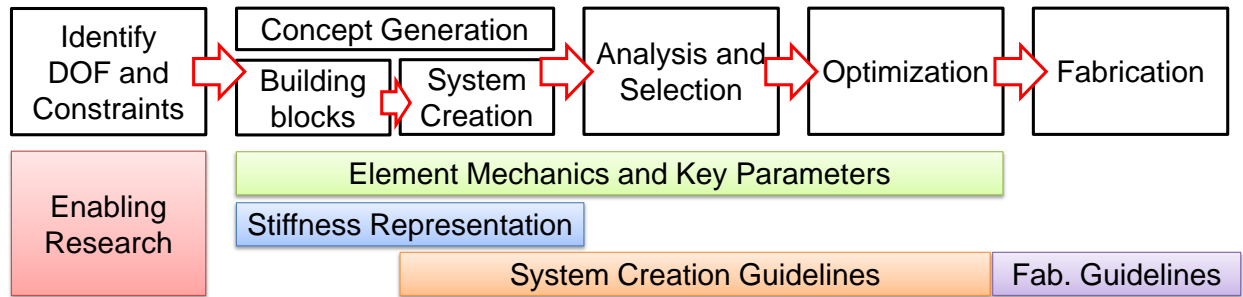 Identify
DOF and
Constraints
Concept Generation
Building
blocks
System
Creation
Analysis and
Selection
Optimization
Fabrication
Enabling
Research
Element Mechanics and Key Parameters
Stiffness Representation
System Creation Guidelines
Fab. Guidelines